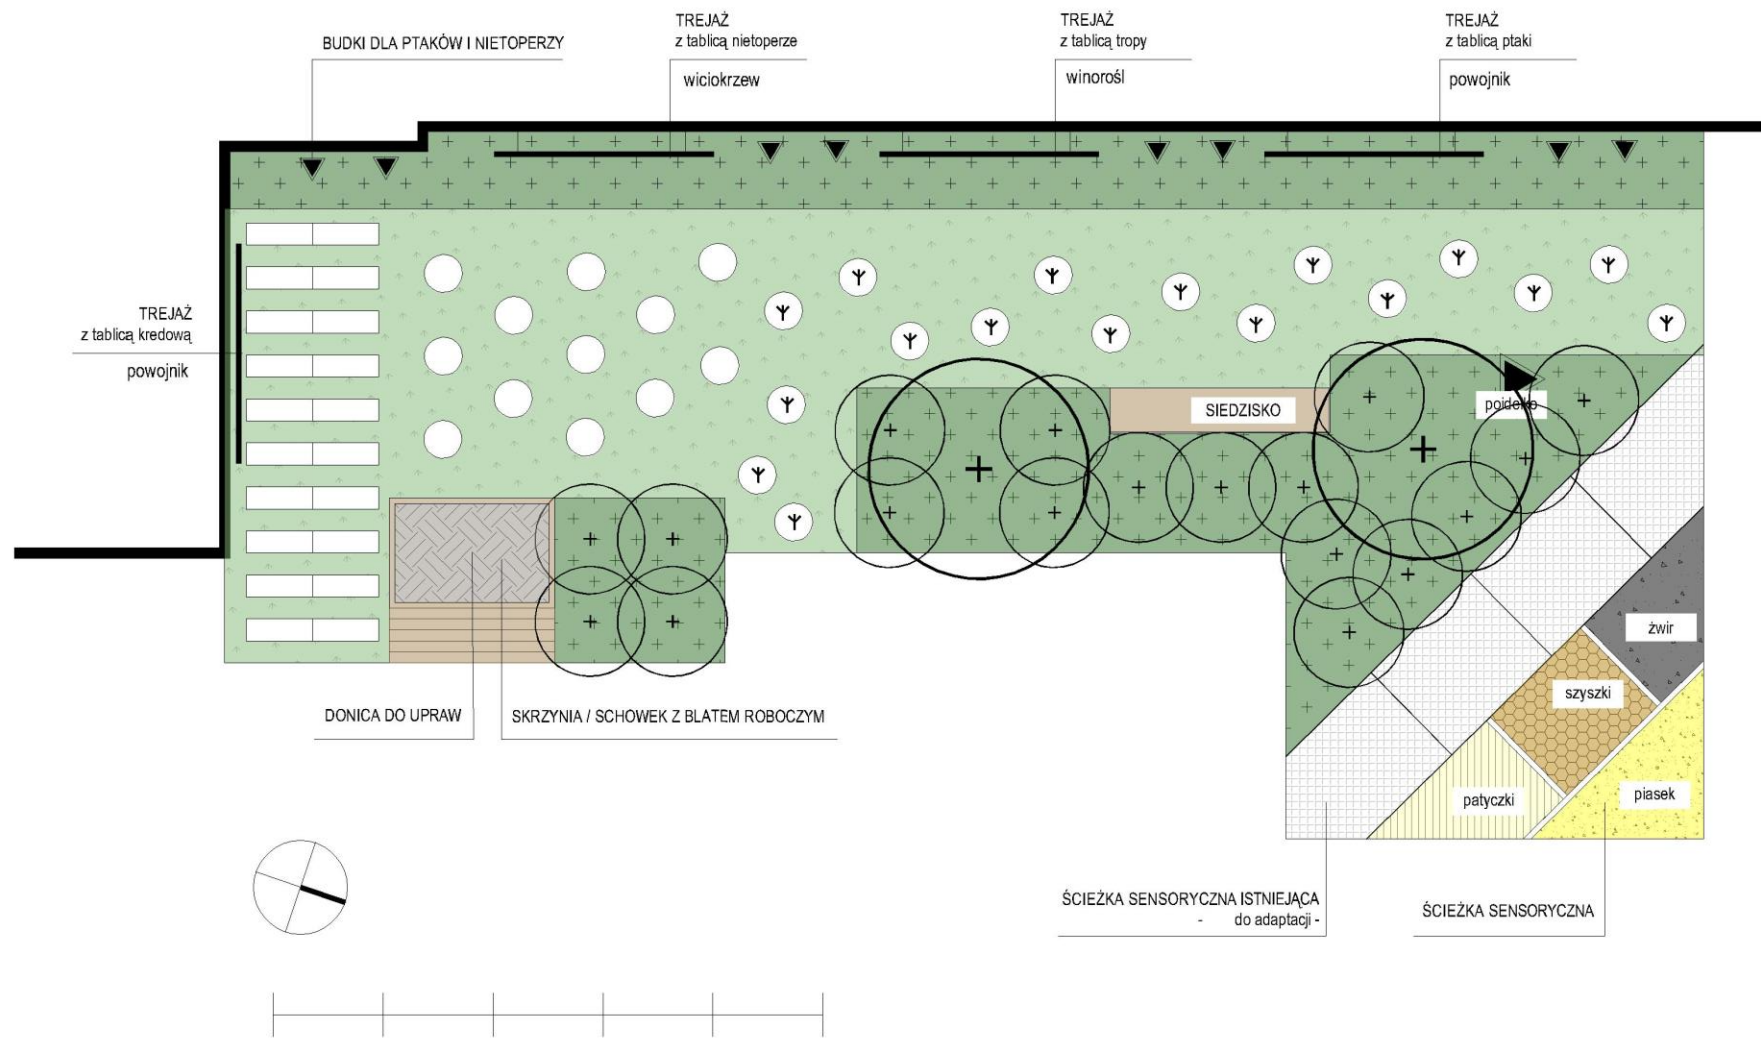 BUDKI DLA PTAKÓW I NIETOPERZY
TREJAŻ
z tablicą nietoperze
wiciokrzew
TREJAŻ
z tablicą tropy
winorośl
TREJAŻ
z tablicą ptaki
powojnik
TREJAŻ
z tablicą kredową
powojnik
SIEDZISKO
poidełko
żwir
szyszki
patyczki
piasek
DONICA DO UPRAW
SKRZYNIA / SCHOWEK Z BLATEM ROBOCZYM
ŚCIEŻKA SENSORYCZNA ISTNIEJĄCA
- do adaptacji -
ŚCIEŻKA SENSORYCZNA